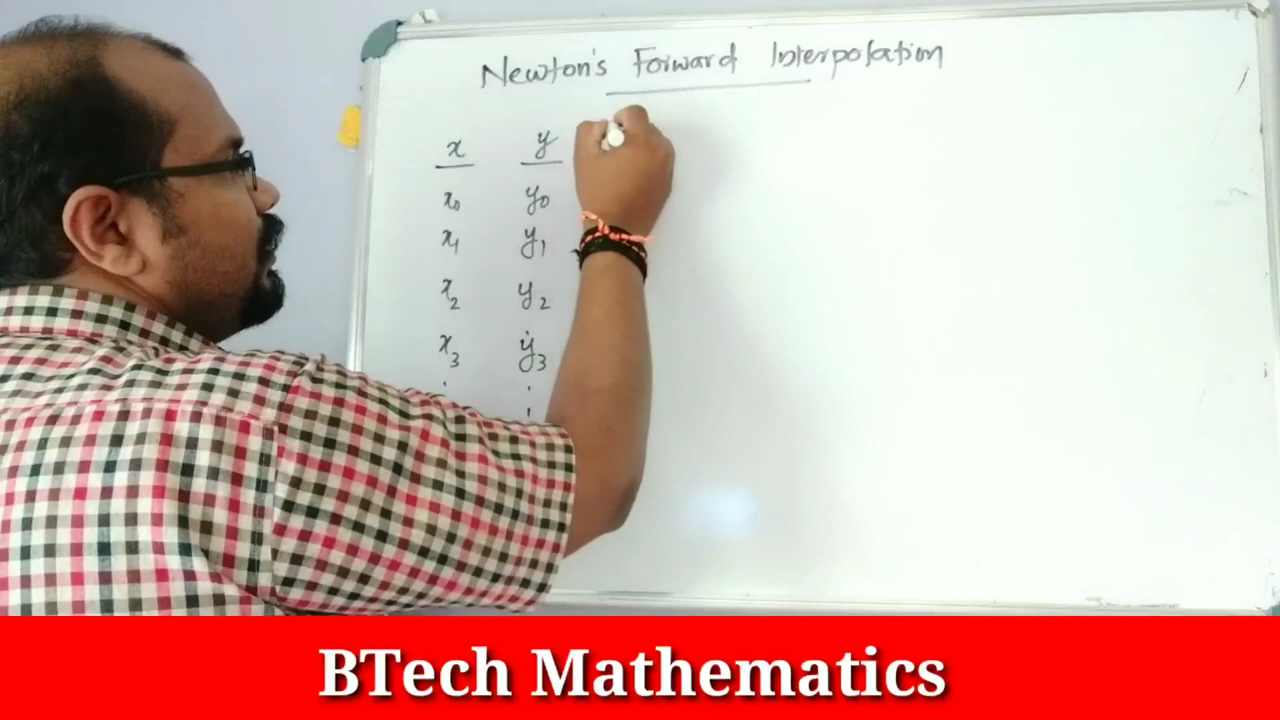 Newton's Forward Interpolation
x y
x0 y0
x1 y1
x2 y2
x3 y3
BTech Mathematics